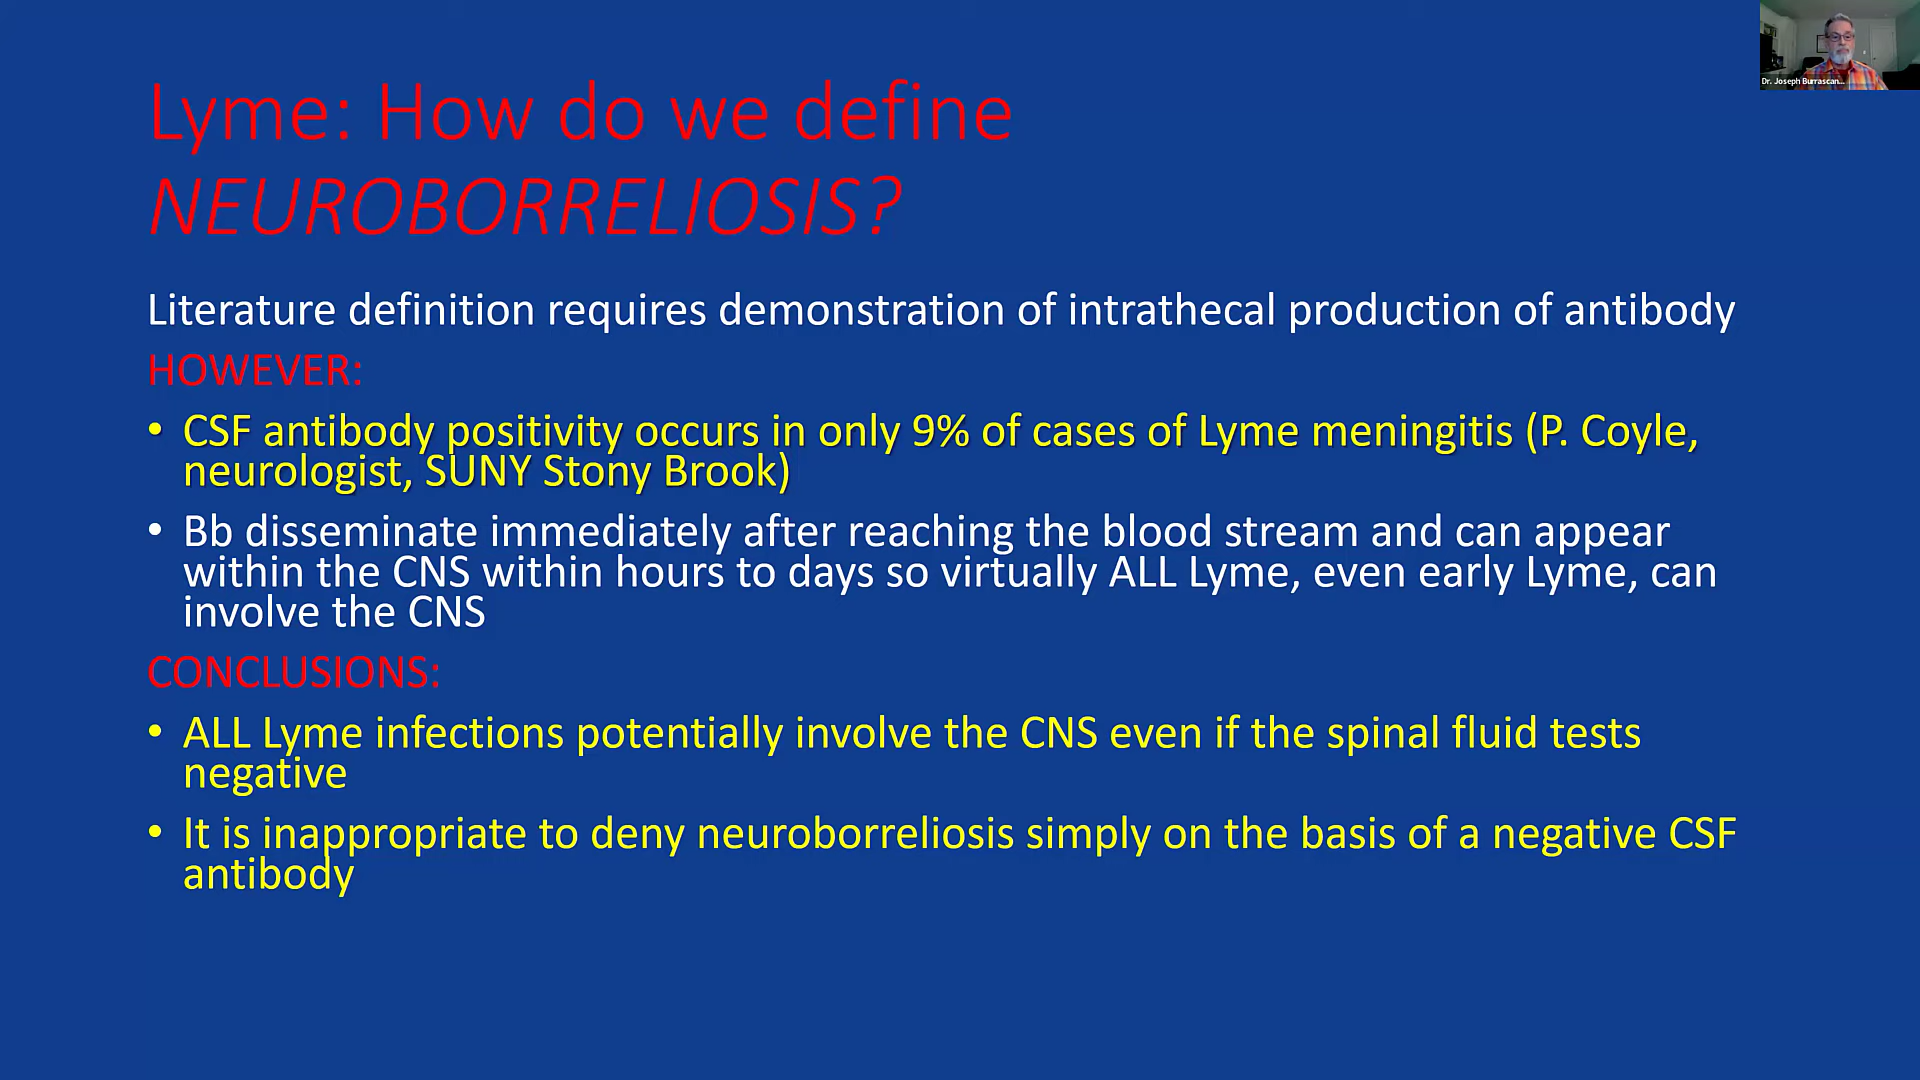 Dr. Joseph Burrascan...
Lyme: How do we define
NEUROBORRELIOSIS?
Literature definition requires demonstration of intrathecal production of antibody
HOWEVER:
• CSF antibody positivity occurs in only 9% of cases of Lyme meningitis (P. Coyle,
neurologist, SUNY Stony Brook)
• Bb disseminate immediately after reaching the blood stream and can appear
within the CNS within hours to days so virtually ALL Lyme, even early Lyme, can
involve the CNS
CONCLUSIONS:
• ALL Lyme infections potentially involve the CNS even if the spinal fluid tests
negative
• It is inappropriate to deny neuroborreliosis simply on the basis of a negative CSF
antibody